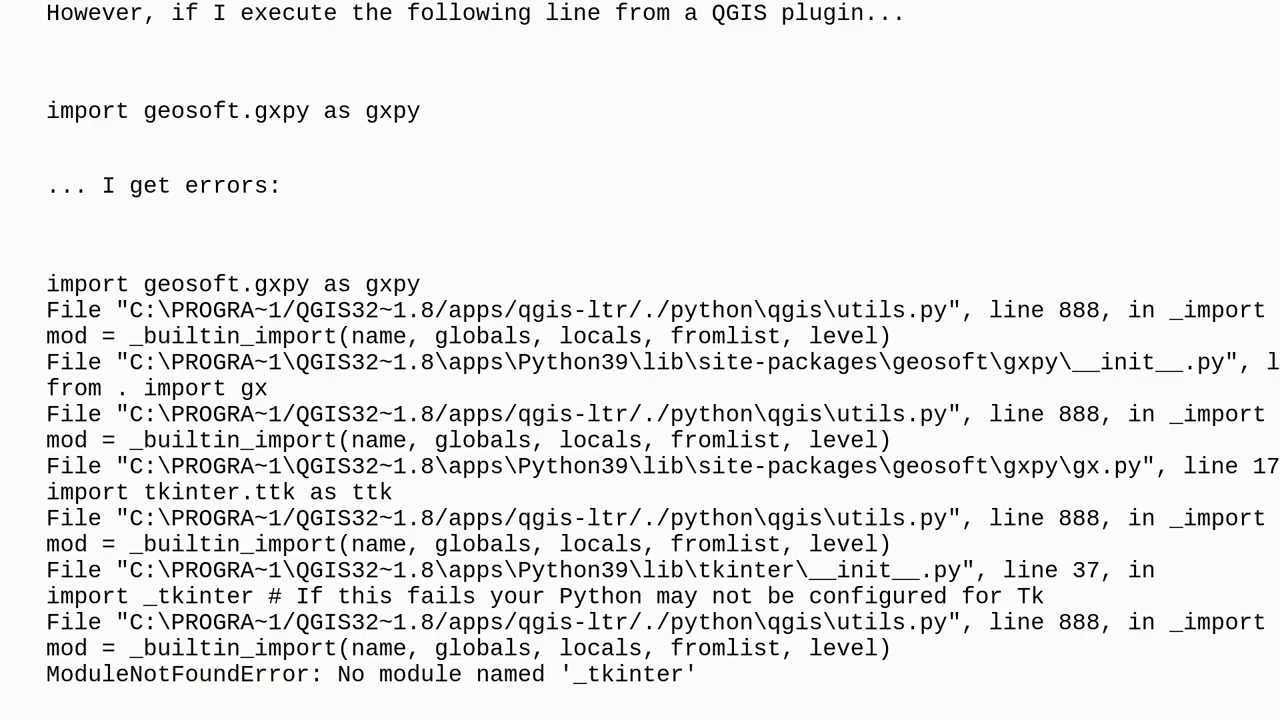 However, if I execute the following line from a QGIS plugin...
import geosoft.gxpy as gxpy
... I get errors:
import geosoft.gxpy as gxpy
File "C:\PROGRA~1/QGIS32~1.8/apps/qgis-ltr/./python\qgis\utils.py", line 888, in _import
mod = _builtin_import(name, globals, locals, fromlist, level)
File "C:\PROGRA~1\QGIS32~1.8\apps\Python39\lib\site-packages\geosoft\gxpy\__init__.py", l
from . import gx
File "C:\PROGRA~1/QGIS32~1.8/apps/qgis-ltr/./python\qgis\utils.py", line 888, in _import
mod = _builtin_import(name, globals, locals, fromlist, level)
File "C:\PROGRA~1\QGIS32~1.8\apps\Python39\lib\site-packages\geosoft\gxpy\gx.py", line 17
import tkinter.ttk as ttk
File "C:\PROGRA~1/QGIS32~1.8/apps/qgis-ltr/./python\qgis\utils.py", line 888, in _import
mod = _builtin_import(name, globals, locals, fromlist, level)
File "C:\PROGRA~1\QGIS32~1.8\apps\Python39\lib\tkinter\__init__.py", line 37, in
import _tkinter # If this fails your Python may not be configured for Tk
File "C:\PROGRA~1/QGIS32~1.8/apps/qgis-ltr/./python\qgis\utils.py", line 888, in _import
mod = _builtin_import(name, globals, locals, fromlist, level)
ModuleNotFoundError: No module named '_tkinter'